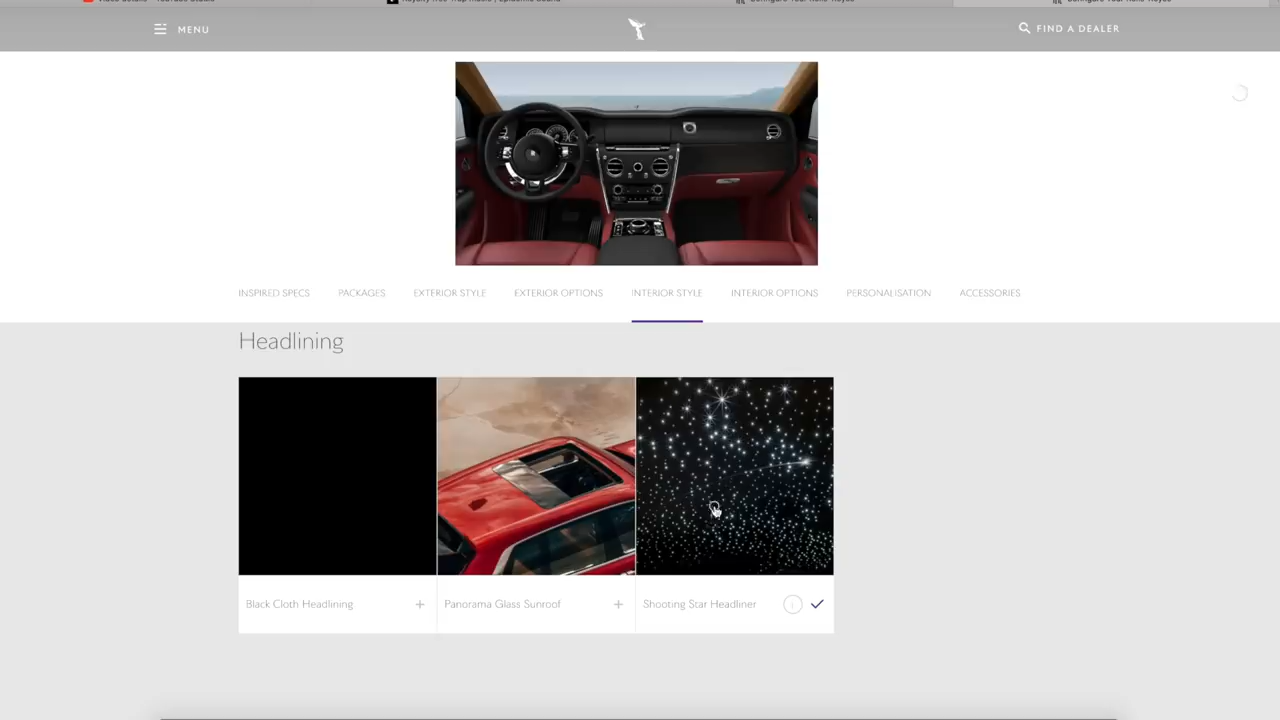 MENU
FIND A DEALER
INSPIRED SPECS
PACKAGES
EXTERIOR STYLE
EXTERIOR OPTIONS
INTERIOR STYLE
INTERIOR OPTIONS
PERSONALISATION
ACCESSORIES
Headlining
Black Cloth Headlining
Panorama Glass Sunroof
Shooting Star Headliner